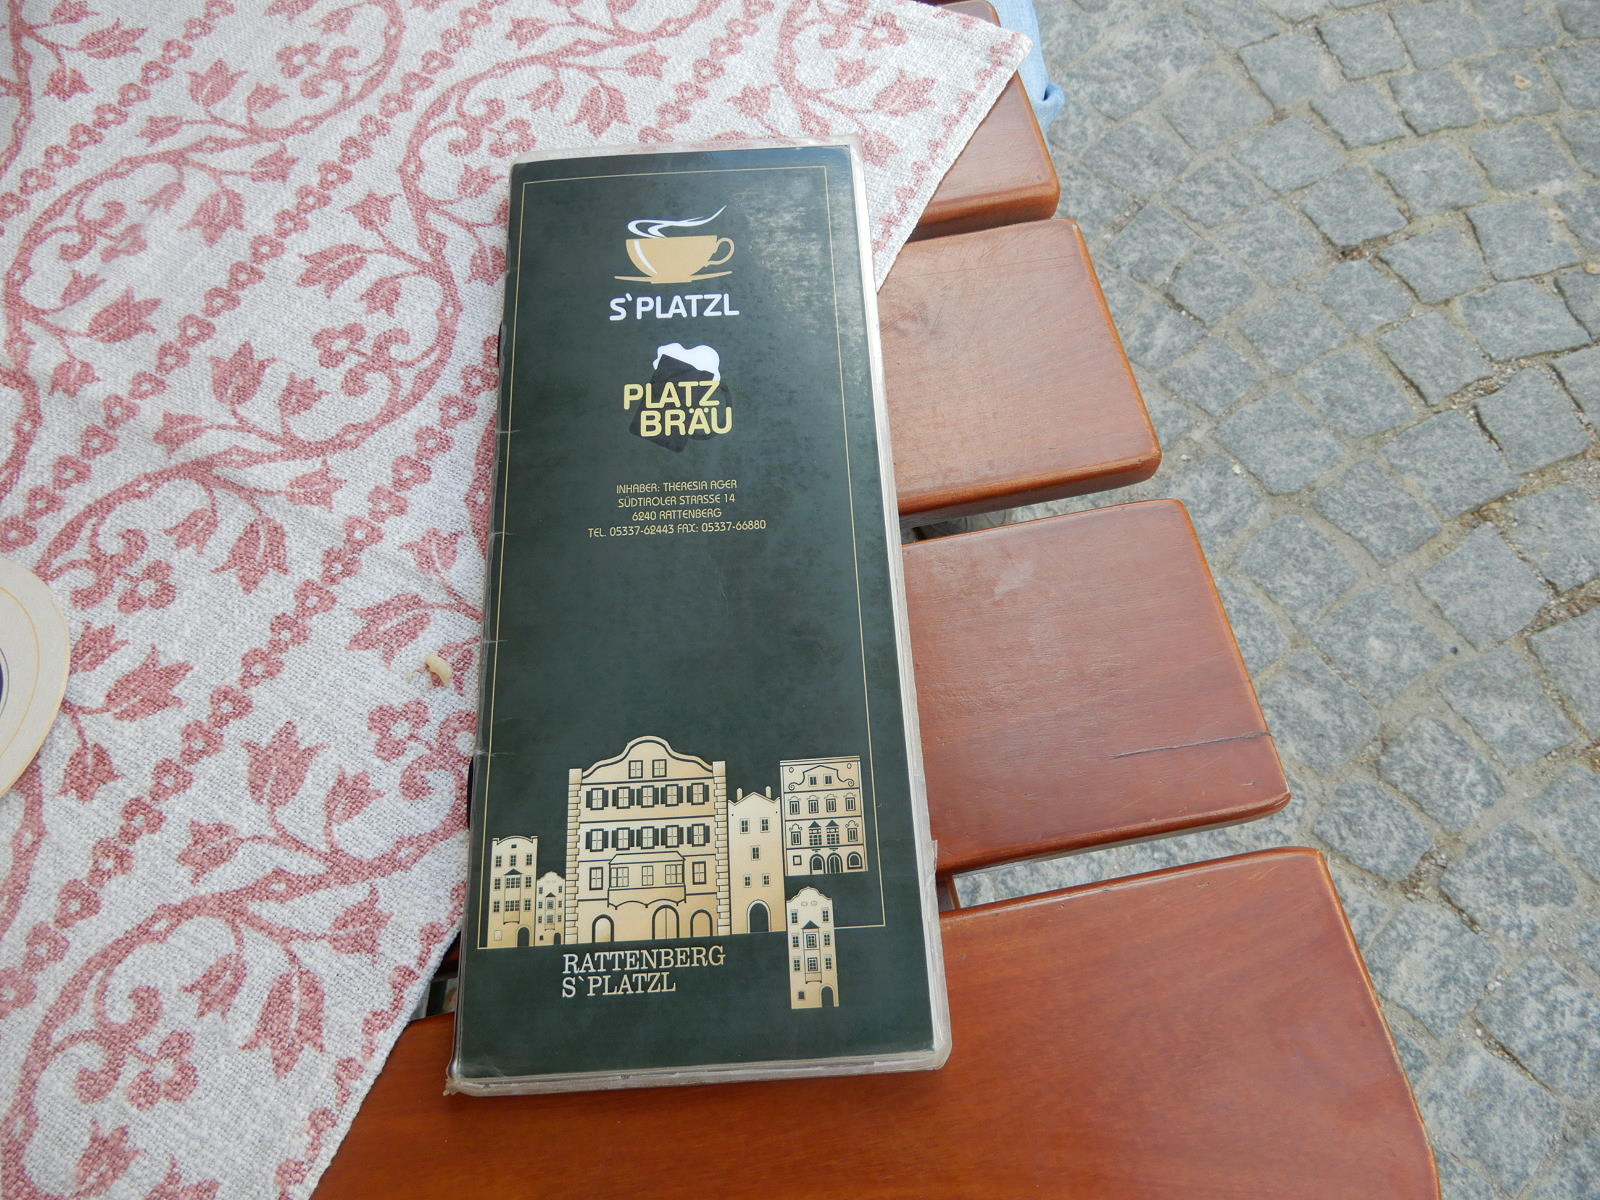 S`PLATZL
PLATZ
BRÄU
INHABER: THERESIA AGER
SÜDTIROLER STRASSE 14
6240 RATTENBERG
TEL. 05337-62443 FAX: 05337-66880
RATTENBERG
S`PLATZL